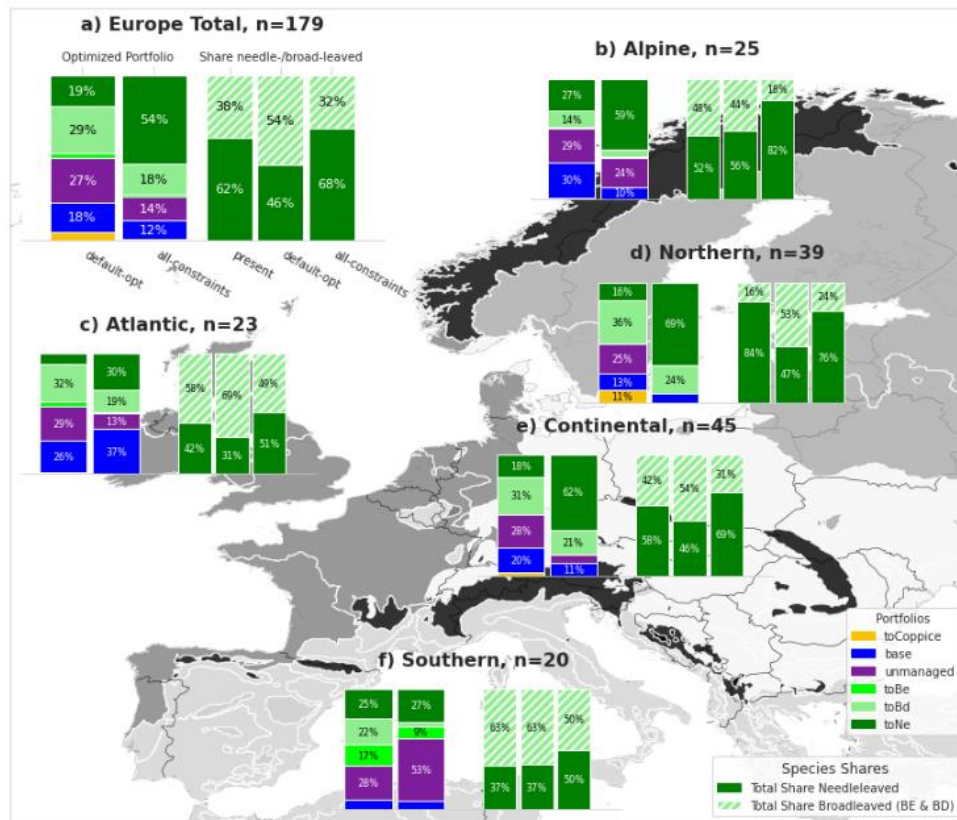 a) Europe Total, n=179
Optimized Portfolio Share needle-/broad-leaved
19% 29% 27% 18%
54% 18% 14% 12%
38% 62%
54% 46%
32% 68%
default-opt all-constraints present default-opt all-constraints
b) Alpine, n=25
27% 14% 29% 30%
59% 24% 10%
48% 52%
44% 56%
18% 82%
c) Atlantic, n=23
32% 29% 26%
30% 19% 13% 37%
58% 42%
69% 31%
49% 51%
d) Northern, n=39
16% 36% 25% 13% 11%
69% 24%
16% 84%
53% 47%
24% 76%
e) Continental, n=45
18% 31% 28% 20%
62% 21% 11%
42% 58%
54% 46%
31% 69%
f) Southern, n=20
25% 22% 17% 28%
27% 9% 53%
63% 37%
63% 37%
50% 50%
Portfolios
toCoppice
base
unmanaged
toBe
toBd
toNe
Species Shares
Total Share Needleleaved
Total Share Broadleaved (BE & BD)